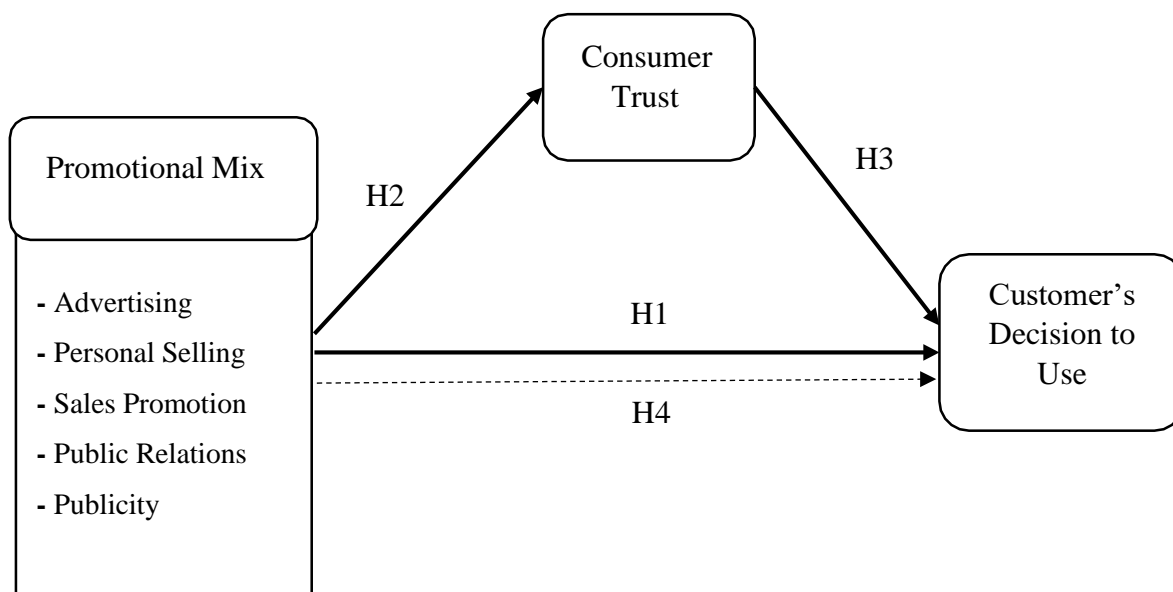 Consumer
Trust
Promotional Mix
H2
H3
- Advertising
- Personal Selling
- Sales Promotion
- Public Relations
- Publicity
H1
H4
Customer’s
Decision to
Use